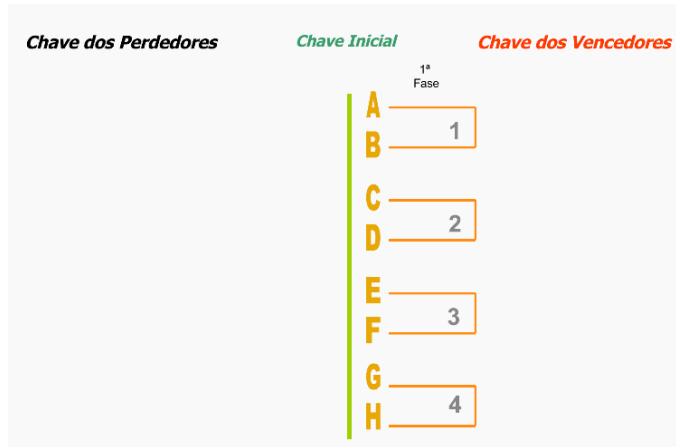 Chave dos Perdedores
Chave Inicial
Chave dos Vencedores
1ª
Fase
A
1
B
C
2
D
E
3
F
G
4
H